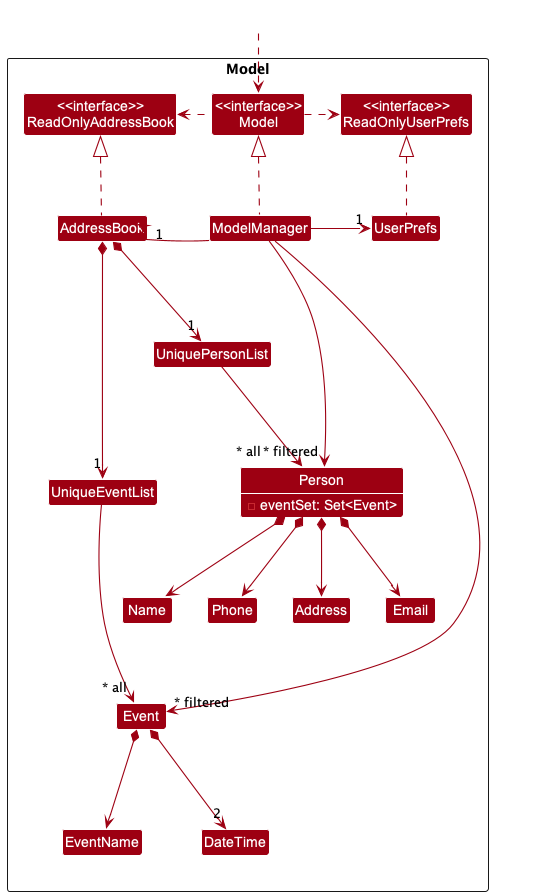 Model
<<interface>>
ReadOnlyAddressBook
<<interface>>
Model
<<interface>>
ReadOnlyUserPrefs
AddressBook
1
ModelManager
1
UserPrefs
1
UniquePersonList
* all
* filtered
1
UniqueEventList
Person
eventSet: Set<Event>
Name
Phone
Address
Email
* all
* filtered
Event
2
EventName
DateTime